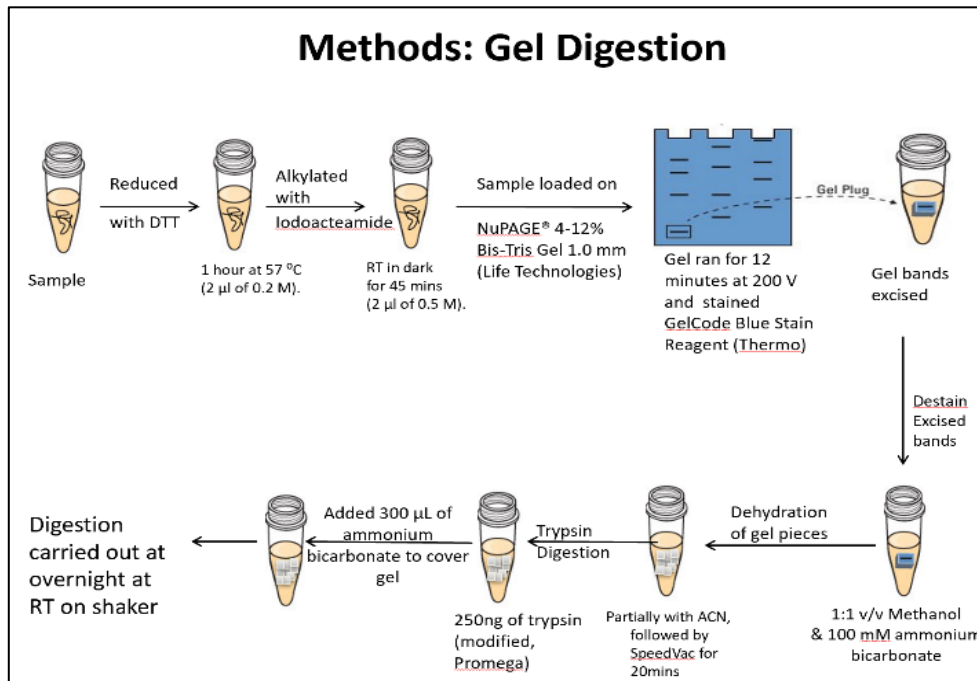 Methods: Gel Digestion
Reduced
with DTT
Alkylated
with
Iodoacteamide
Sample loaded on
NuPAGE® 4-12%
Bis-Tris Gel 1.0 mm
(Life Technologies)
Gel Plug
Sample
1 hour at 57 ⁰C
(2 µl of 0.2 M).
RT in dark
for 45 mins
(2 µl of 0.5 M).
Gel ran for 12
minutes at 200 V
and stained
GelCode Blue Stain
Reagent (Thermo)
Gel bands
excised
Destain
Excised
bands
1:1 v/v Methanol
& 100 mM ammonium
bicarbonate
Dehydration
of gel pieces
Partially with ACN,
followed by
SpeedVac for
20mins
Trypsin
Digestion
250ng of trypsin
(modified,
Promega)
Added 300 µL of
ammonium
bicarbonate to cover
gel
Digestion
carried out at
overnight at
RT on shaker